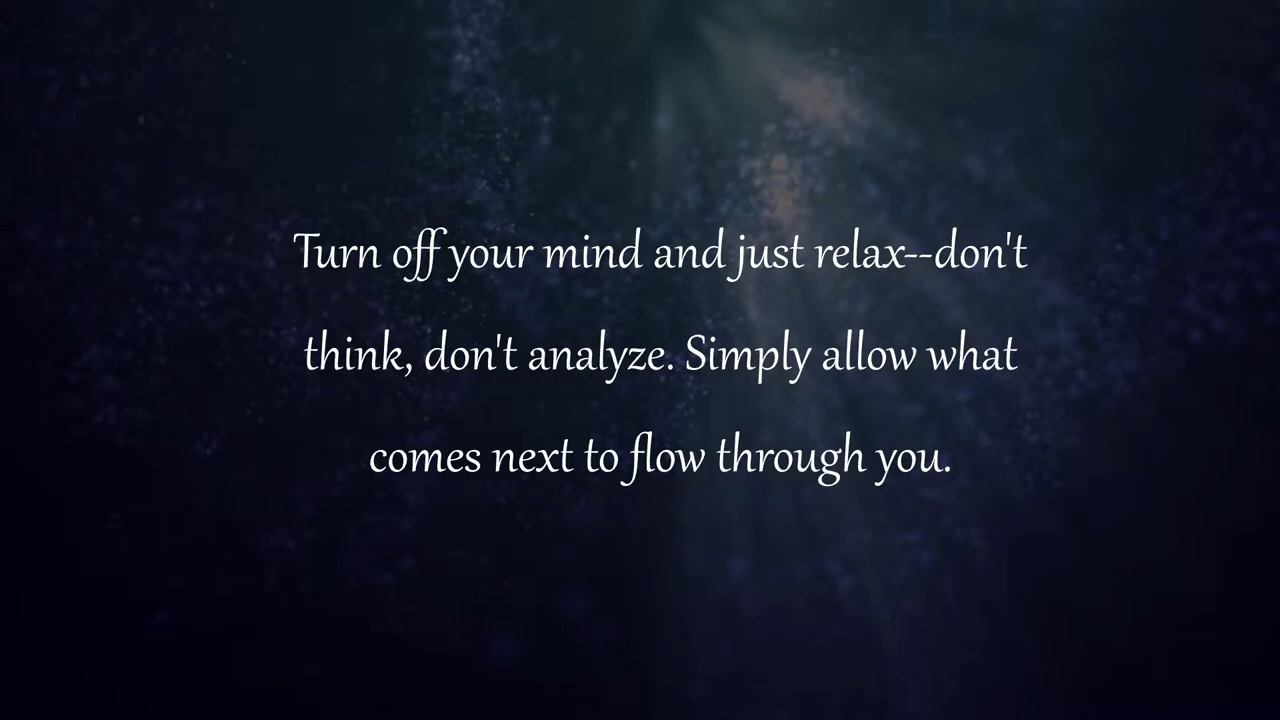 Turn off your mind and just relax--don't
think, don't analyze. Simply allow what
comes next to flow through you.